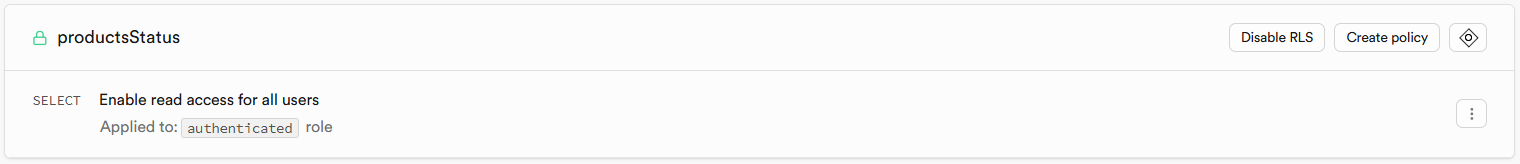 productsStatus
Disable RLS
Create policy
SELECT
Enable read access for all users
Applied to: authenticated role